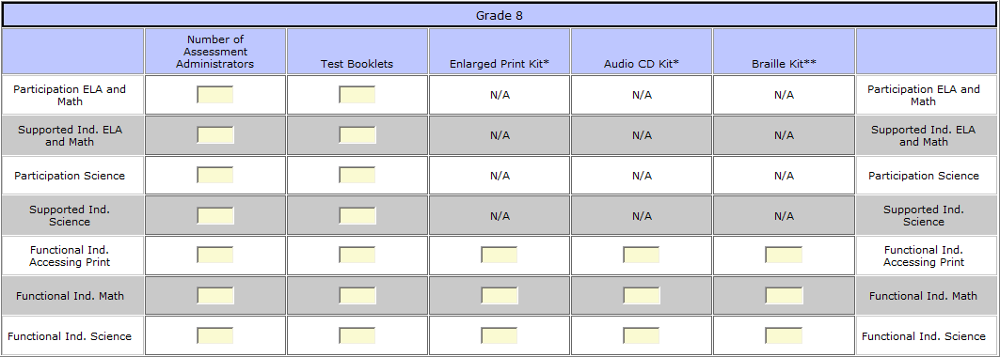 Grade 8
Number of
Assessment
Administrators
Test Booklets
Enlarged Print Kit*
Audio CD Kit*
Braille Kit**
Participation ELA and
Math
N/A
N/A
N/A
Participation ELA and
Math
Supported Ind. ELA
and Math
N/A
N/A
N/A
Supported Ind. ELA
and Math
Participation Science
N/A
N/A
N/A
Participation Science
Supported Ind.
Science
N/A
N/A
N/A
Supported Ind.
Science
Functional Ind.
Accessing Print
Functional Ind.
Accessing Print
Functional Ind. Math
Functional Ind. Math
Functional Ind. Science
Functional Ind. Science